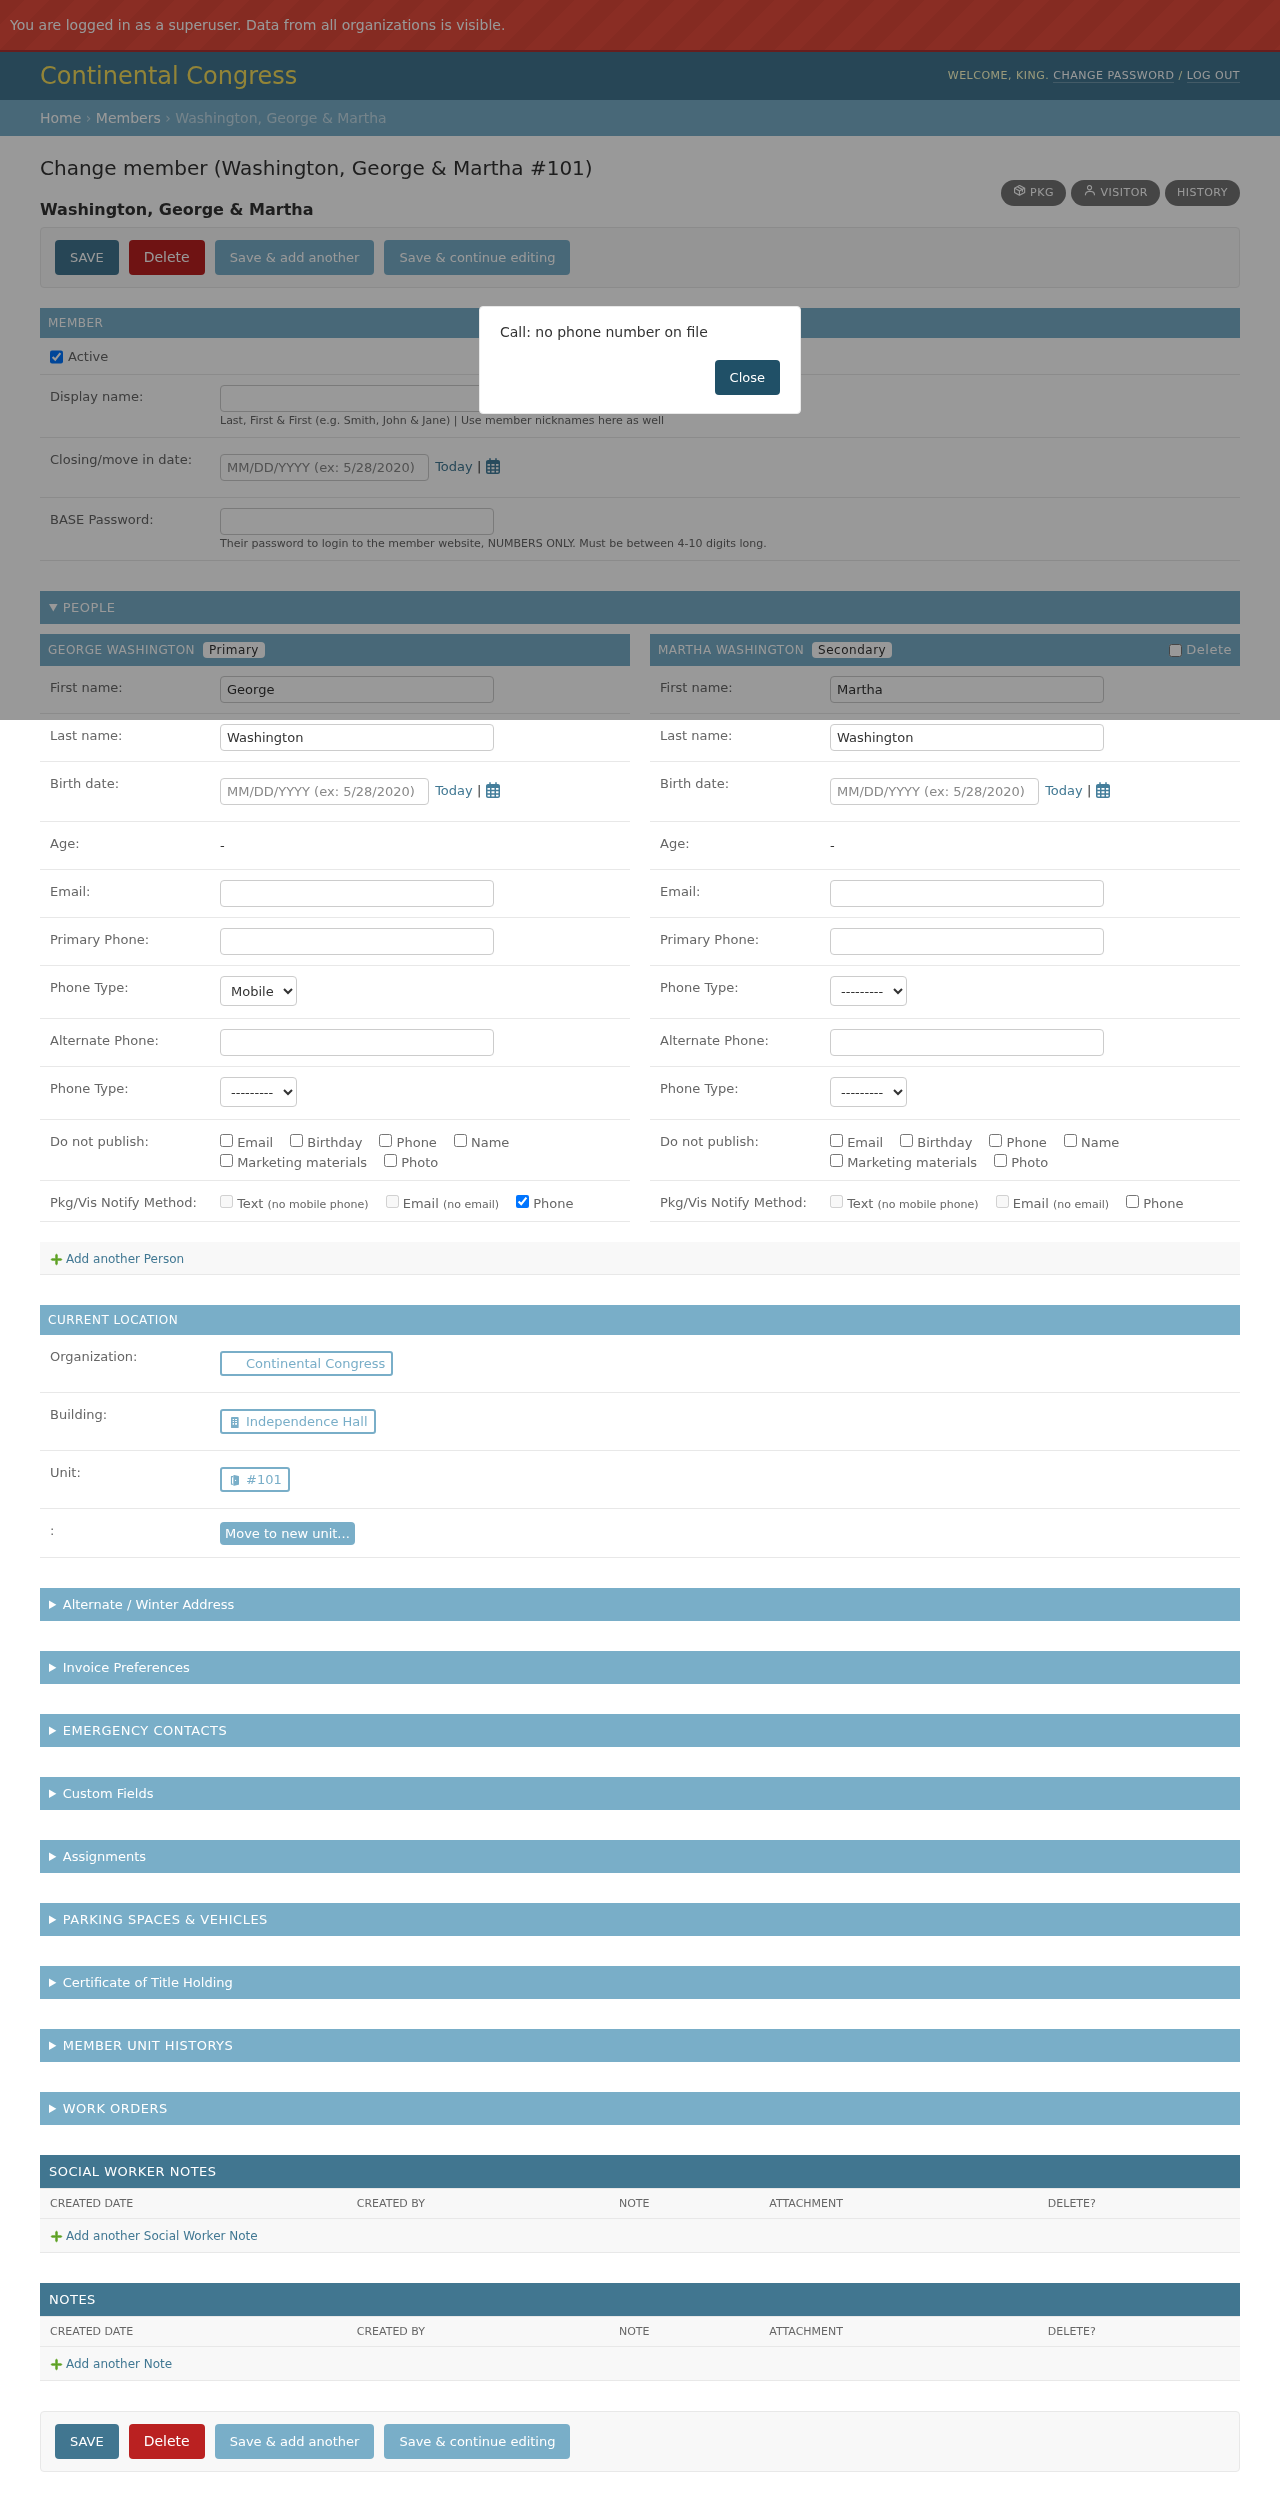 You are logged in as a superuser. Data from all organizations is visible.
Continental Congress
WELCOME, KING. CHANGE PASSWORD / LOG OUT
Home › Members › Washington, George & Martha
Change member (Washington, George & Martha #101)
PKG VISITOR HISTORY
Washington, George & Martha
SAVE Delete Save & add another Save & continue editing
MEMBER
Call: no phone number on file
Close
Active
Display name:
Last, First & First (e.g. Smith, John & Jane) | Use member nicknames here as well
Closing/move in date: MM/DD/YYYY (ex: 5/28/2020) Today |
BASE Password:
Their password to login to the member website, NUMBERS ONLY. Must be between 4-10 digits long.
PEOPLE
GEORGE WASHINGTON Primary
First name: George
Last name: Washington
Birth date: MM/DD/YYYY (ex: 5/28/2020) Today |
Age: -
Email:
Primary Phone:
Phone Type: Mobile
Alternate Phone:
Phone Type: ---------
Do not publish: Email Birthday Phone Name
Marketing materials Photo
Pkg/Vis Notify Method: Text (no mobile phone) Email (no email) Phone
MARTHA WASHINGTON Secondary Delete
First name: Martha
Last name: Washington
Birth date: MM/DD/YYYY (ex: 5/28/2020) Today |
Age: -
Email:
Primary Phone:
Phone Type: ---------
Alternate Phone:
Phone Type: ---------
Do not publish: Email Birthday Phone Name
Marketing materials Photo
Pkg/Vis Notify Method: Text (no mobile phone) Email (no email) Phone
Add another Person
CURRENT LOCATION
Organization: Continental Congress
Building: Independence Hall
Unit: #101
: Move to new unit...
Alternate / Winter Address
Invoice Preferences
EMERGENCY CONTACTS
Custom Fields
Assignments
PARKING SPACES & VEHICLES
Certificate of Title Holding
MEMBER UNIT HISTORYS
WORK ORDERS
SOCIAL WORKER NOTES
CREATED DATE CREATED BY NOTE ATTACHMENT DELETE?
Add another Social Worker Note
NOTES
CREATED DATE CREATED BY NOTE ATTACHMENT DELETE?
Add another Note
SAVE Delete Save & add another Save & continue editing